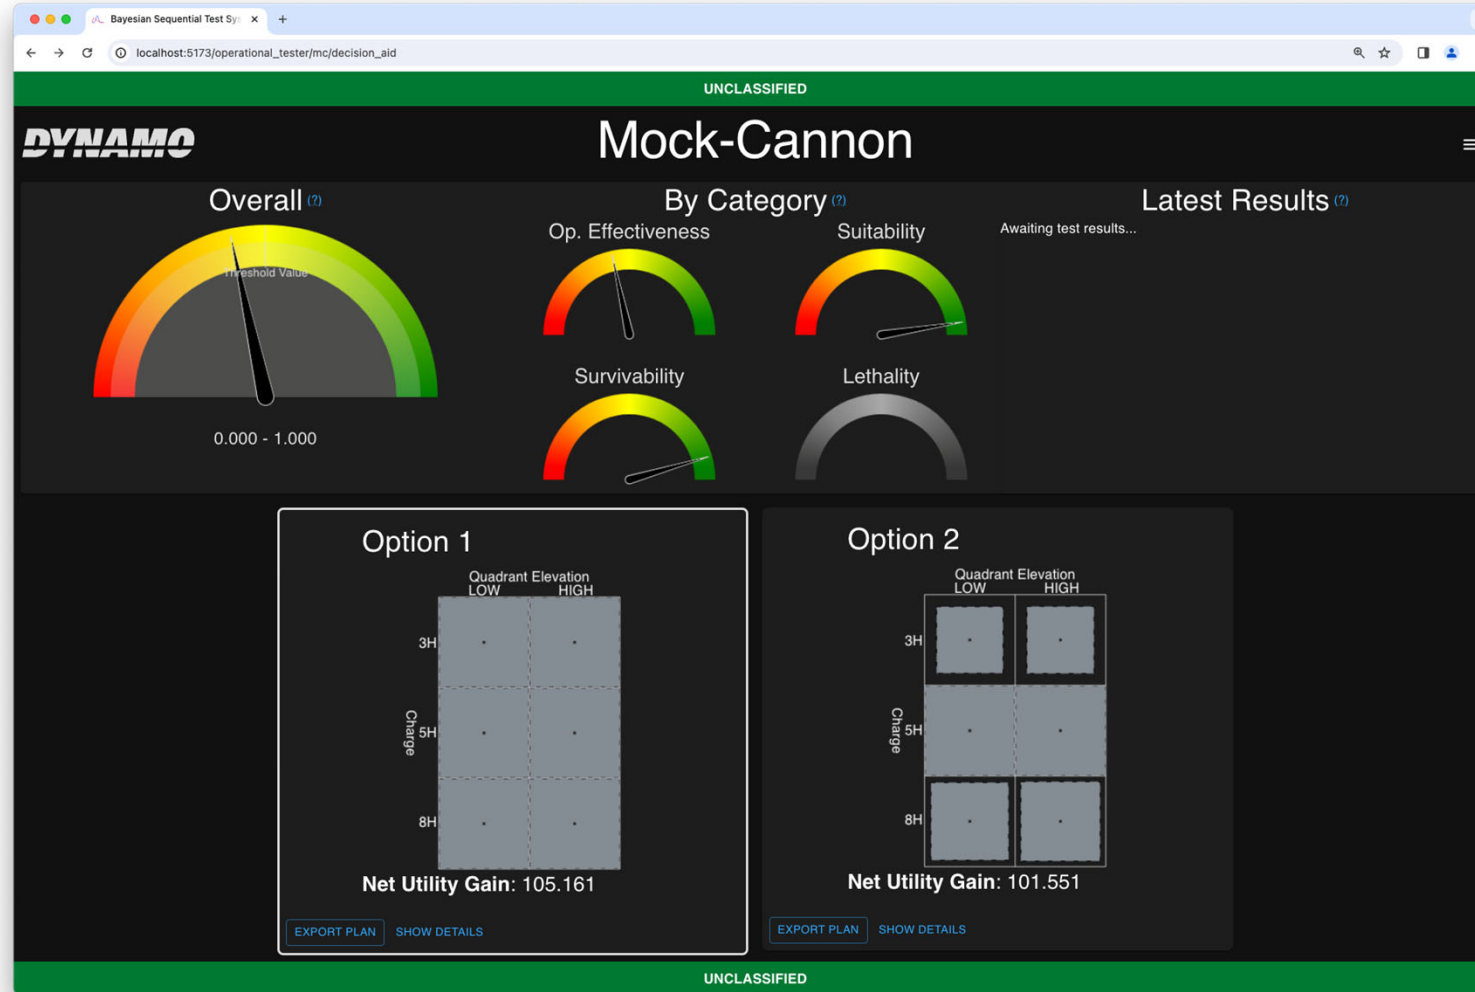 Bayesian Sequential Test Sy
localhost:5173/operational_tester/mc/decision_aid
UNCLASSIFIED
DYNAMO
Mock-Cannon
Overall (?)
Threshold Value
0.000 - 1.000
By Category (?)
Op. Effectiveness
Suitability
Survivability
Lethality
Latest Results (?)
Awaiting test results...
Option 1
Quadrant Elevation
LOW HIGH
Charge
3H
5H
8H
Net Utility Gain: 105.161
EXPORT PLAN SHOW DETAILS
Option 2
Quadrant Elevation
LOW HIGH
Charge
3H
5H
8H
Net Utility Gain: 101.551
EXPORT PLAN SHOW DETAILS
UNCLASSIFIED